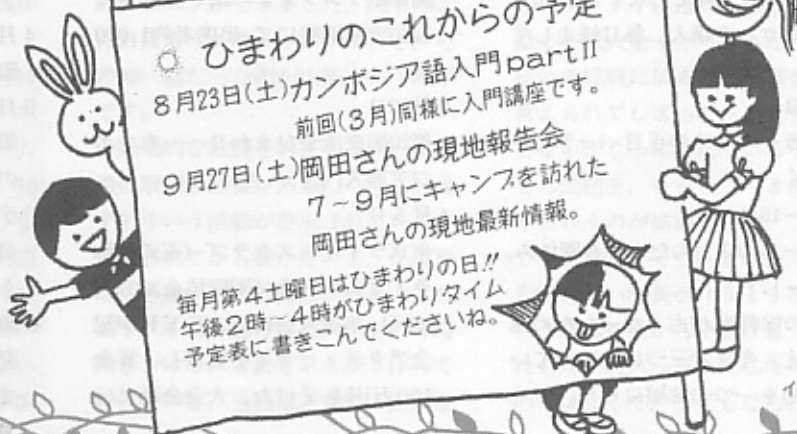 ひまわりのこれからの予定
8月23日(土)カンボジア語入門partⅡ
前回(3月)同様に入門講座です。
9月27日(土)岡田さんの現地報告会
7~9月にキャンプを訪れた
岡田さんの現地最新情報。
毎月第4土曜日はひまわりの日!!
午後2時~4時がひまわりタイム
予定表に書きこんでくださいね。